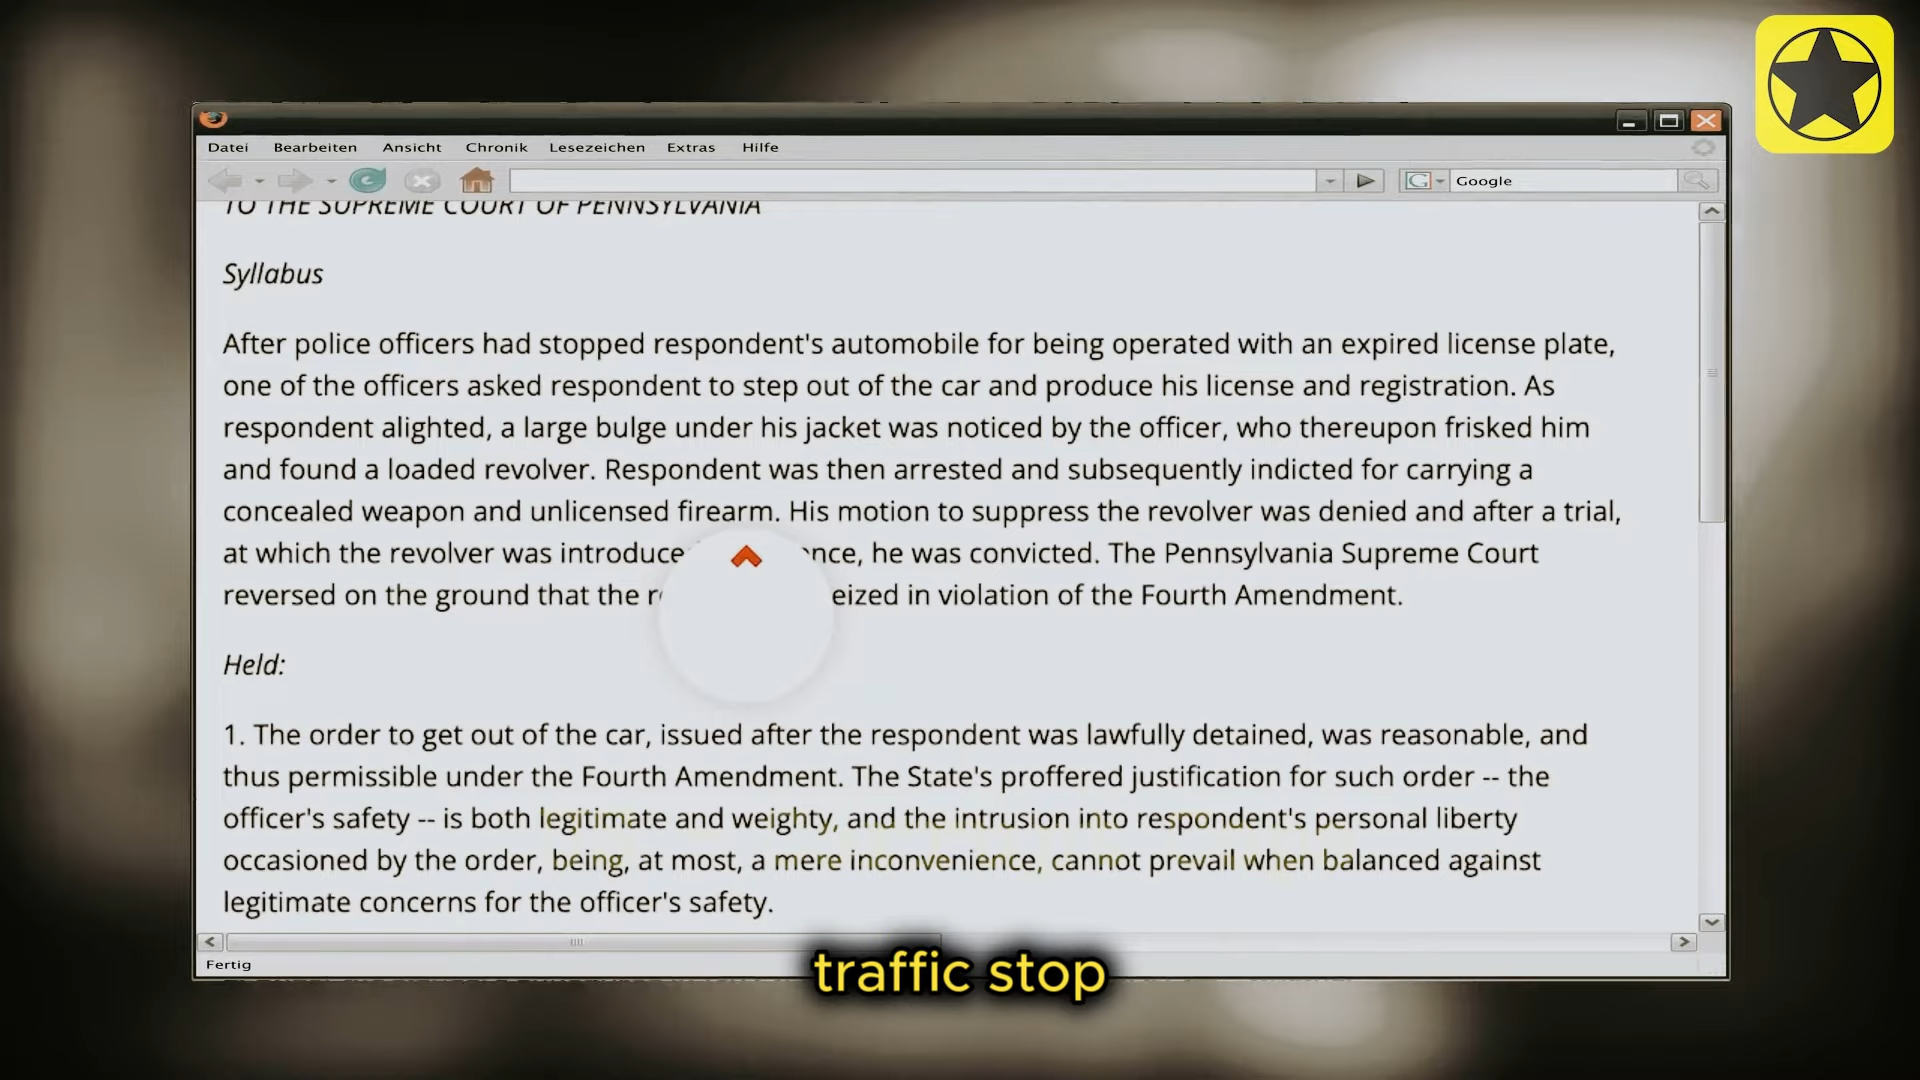 Datei Bearbeiten Ansicht Chronik Lesezeichen Extras Hilfe
Google
TO THE SUPREME COURT OF PENNSYLVANIA
Syllabus
After police officers had stopped respondent's automobile for being operated with an expired license plate,
one of the officers asked respondent to step out of the car and produce his license and registration. As
respondent alighted, a large bulge under his jacket was noticed by the officer, who thereupon frisked him
and found a loaded revolver. Respondent was then arrested and subsequently indicted for carrying a
concealed weapon and unlicensed firearm. His motion to suppress the revolver was denied and after a trial,
at which the revolver was introduce nce, he was convicted. The Pennsylvania Supreme Court
reversed on the ground that the r eized in violation of the Fourth Amendment.
Held:
1. The order to get out of the car, issued after the respondent was lawfully detained, was reasonable, and
thus permissible under the Fourth Amendment. The State's proffered justification for such order -- the
officer's safety -- is both legitimate and weighty, and the intrusion into respondent's personal liberty
occasioned by the order, being, at most, a mere inconvenience, cannot prevail when balanced against
legitimate concerns for the officer's safety.
Fertig
traffic stop